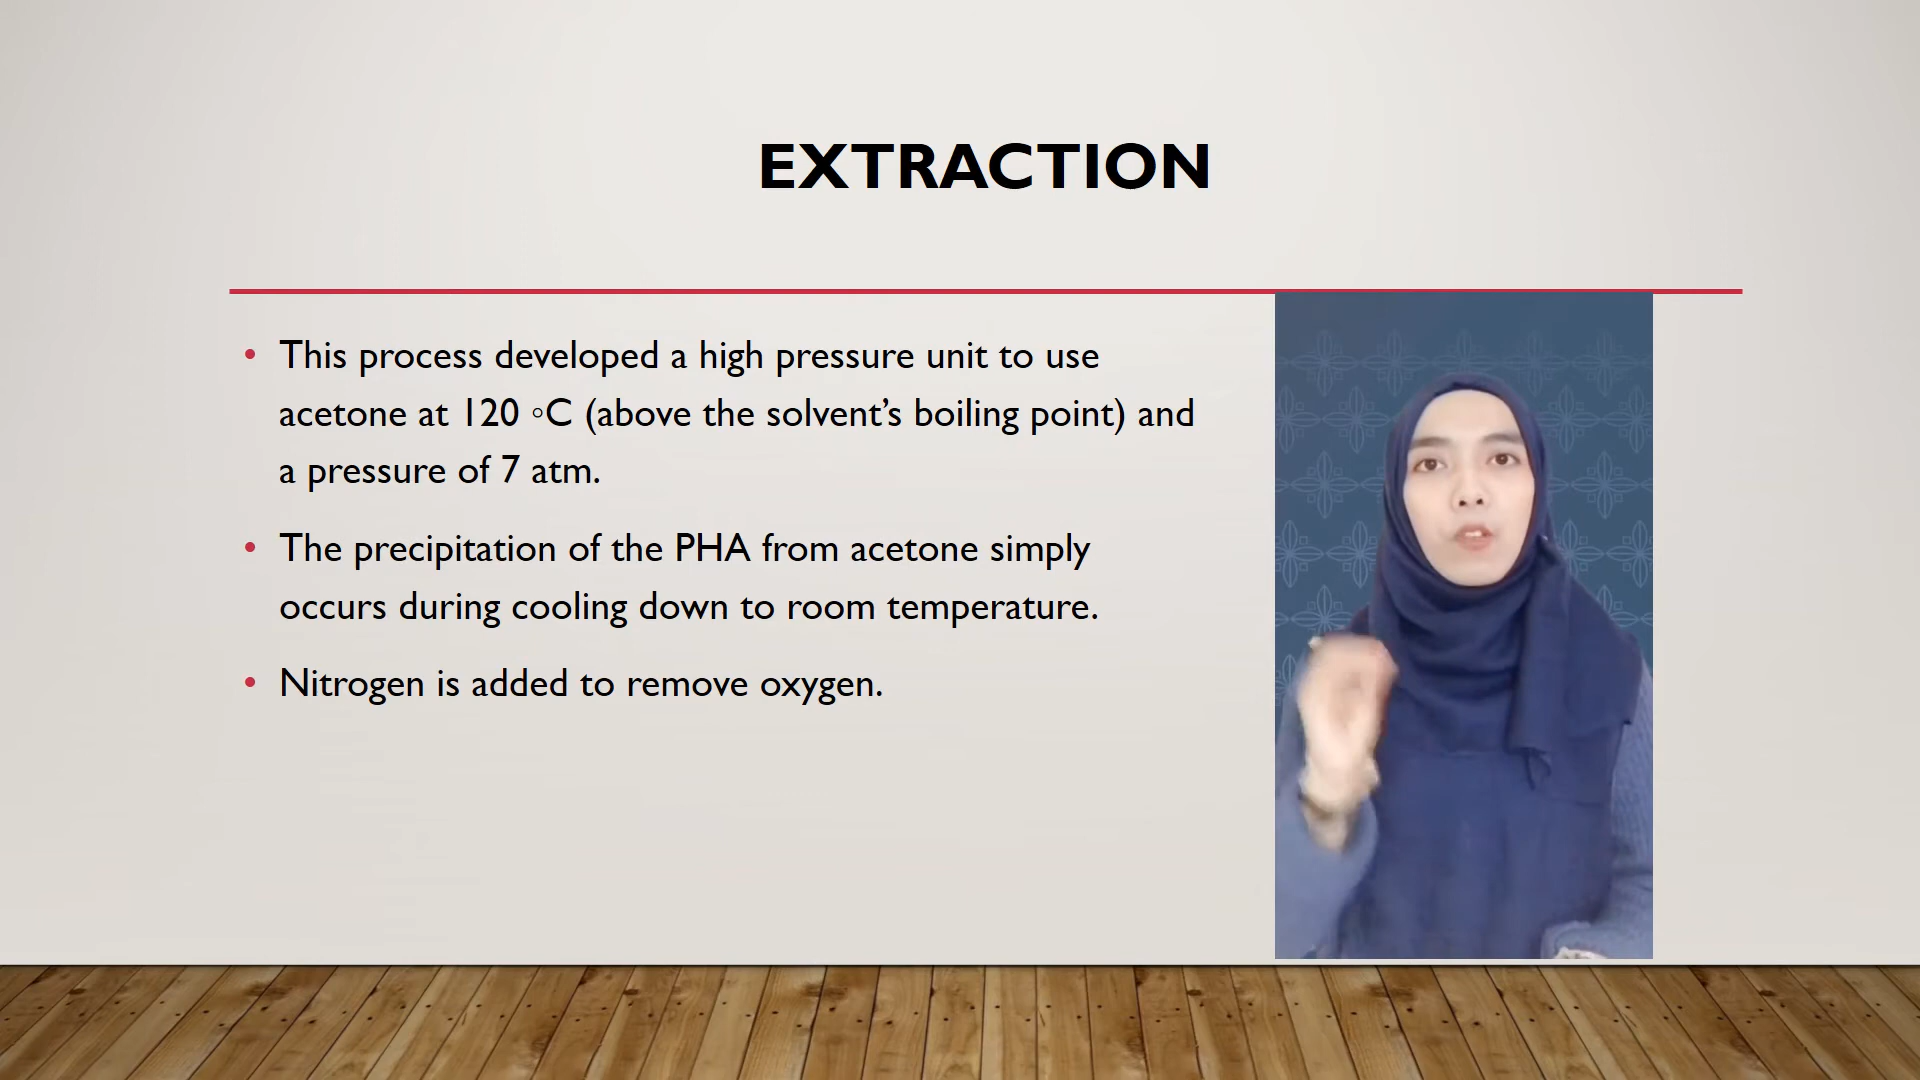 EXTRACTION
• This process developed a high pressure unit to use
acetone at 120 ◦C (above the solvent’s boiling point) and
a pressure of 7 atm.
• The precipitation of the PHA from acetone simply
occurs during cooling down to room temperature.
• Nitrogen is added to remove oxygen.